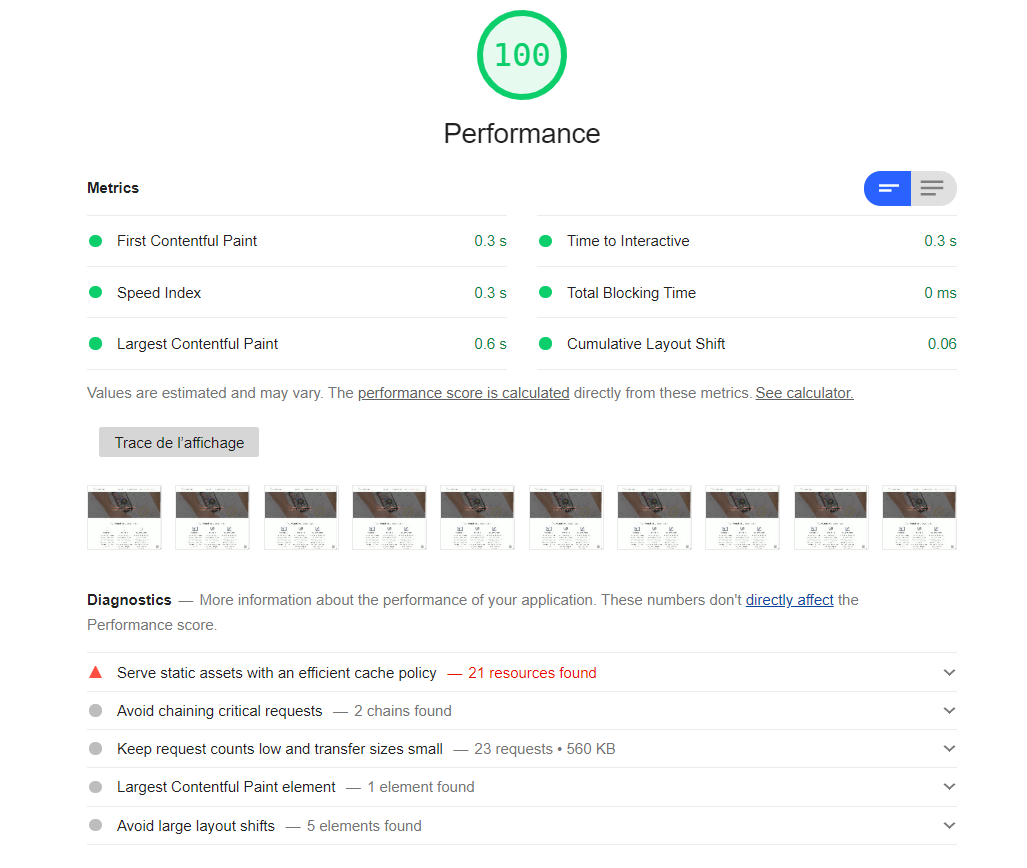 100
Performance
Metrics
First Contentful Paint 0.3 s
Time to Interactive 0.3 s
Speed Index 0.3 s
Total Blocking Time 0 ms
Largest Contentful Paint 0.6 s
Cumulative Layout Shift 0.06
Values are estimated and may vary. The performance score is calculated directly from these metrics. See calculator.
Trace de l'affichage
Diagnostics — More information about the performance of your application. These numbers don't directly affect the
Performance score.
Serve static assets with an efficient cache policy — 21 resources found
Avoid chaining critical requests — 2 chains found
Keep request counts low and transfer sizes small — 23 requests • 560 KB
Largest Contentful Paint element — 1 element found
Avoid large layout shifts — 5 elements found